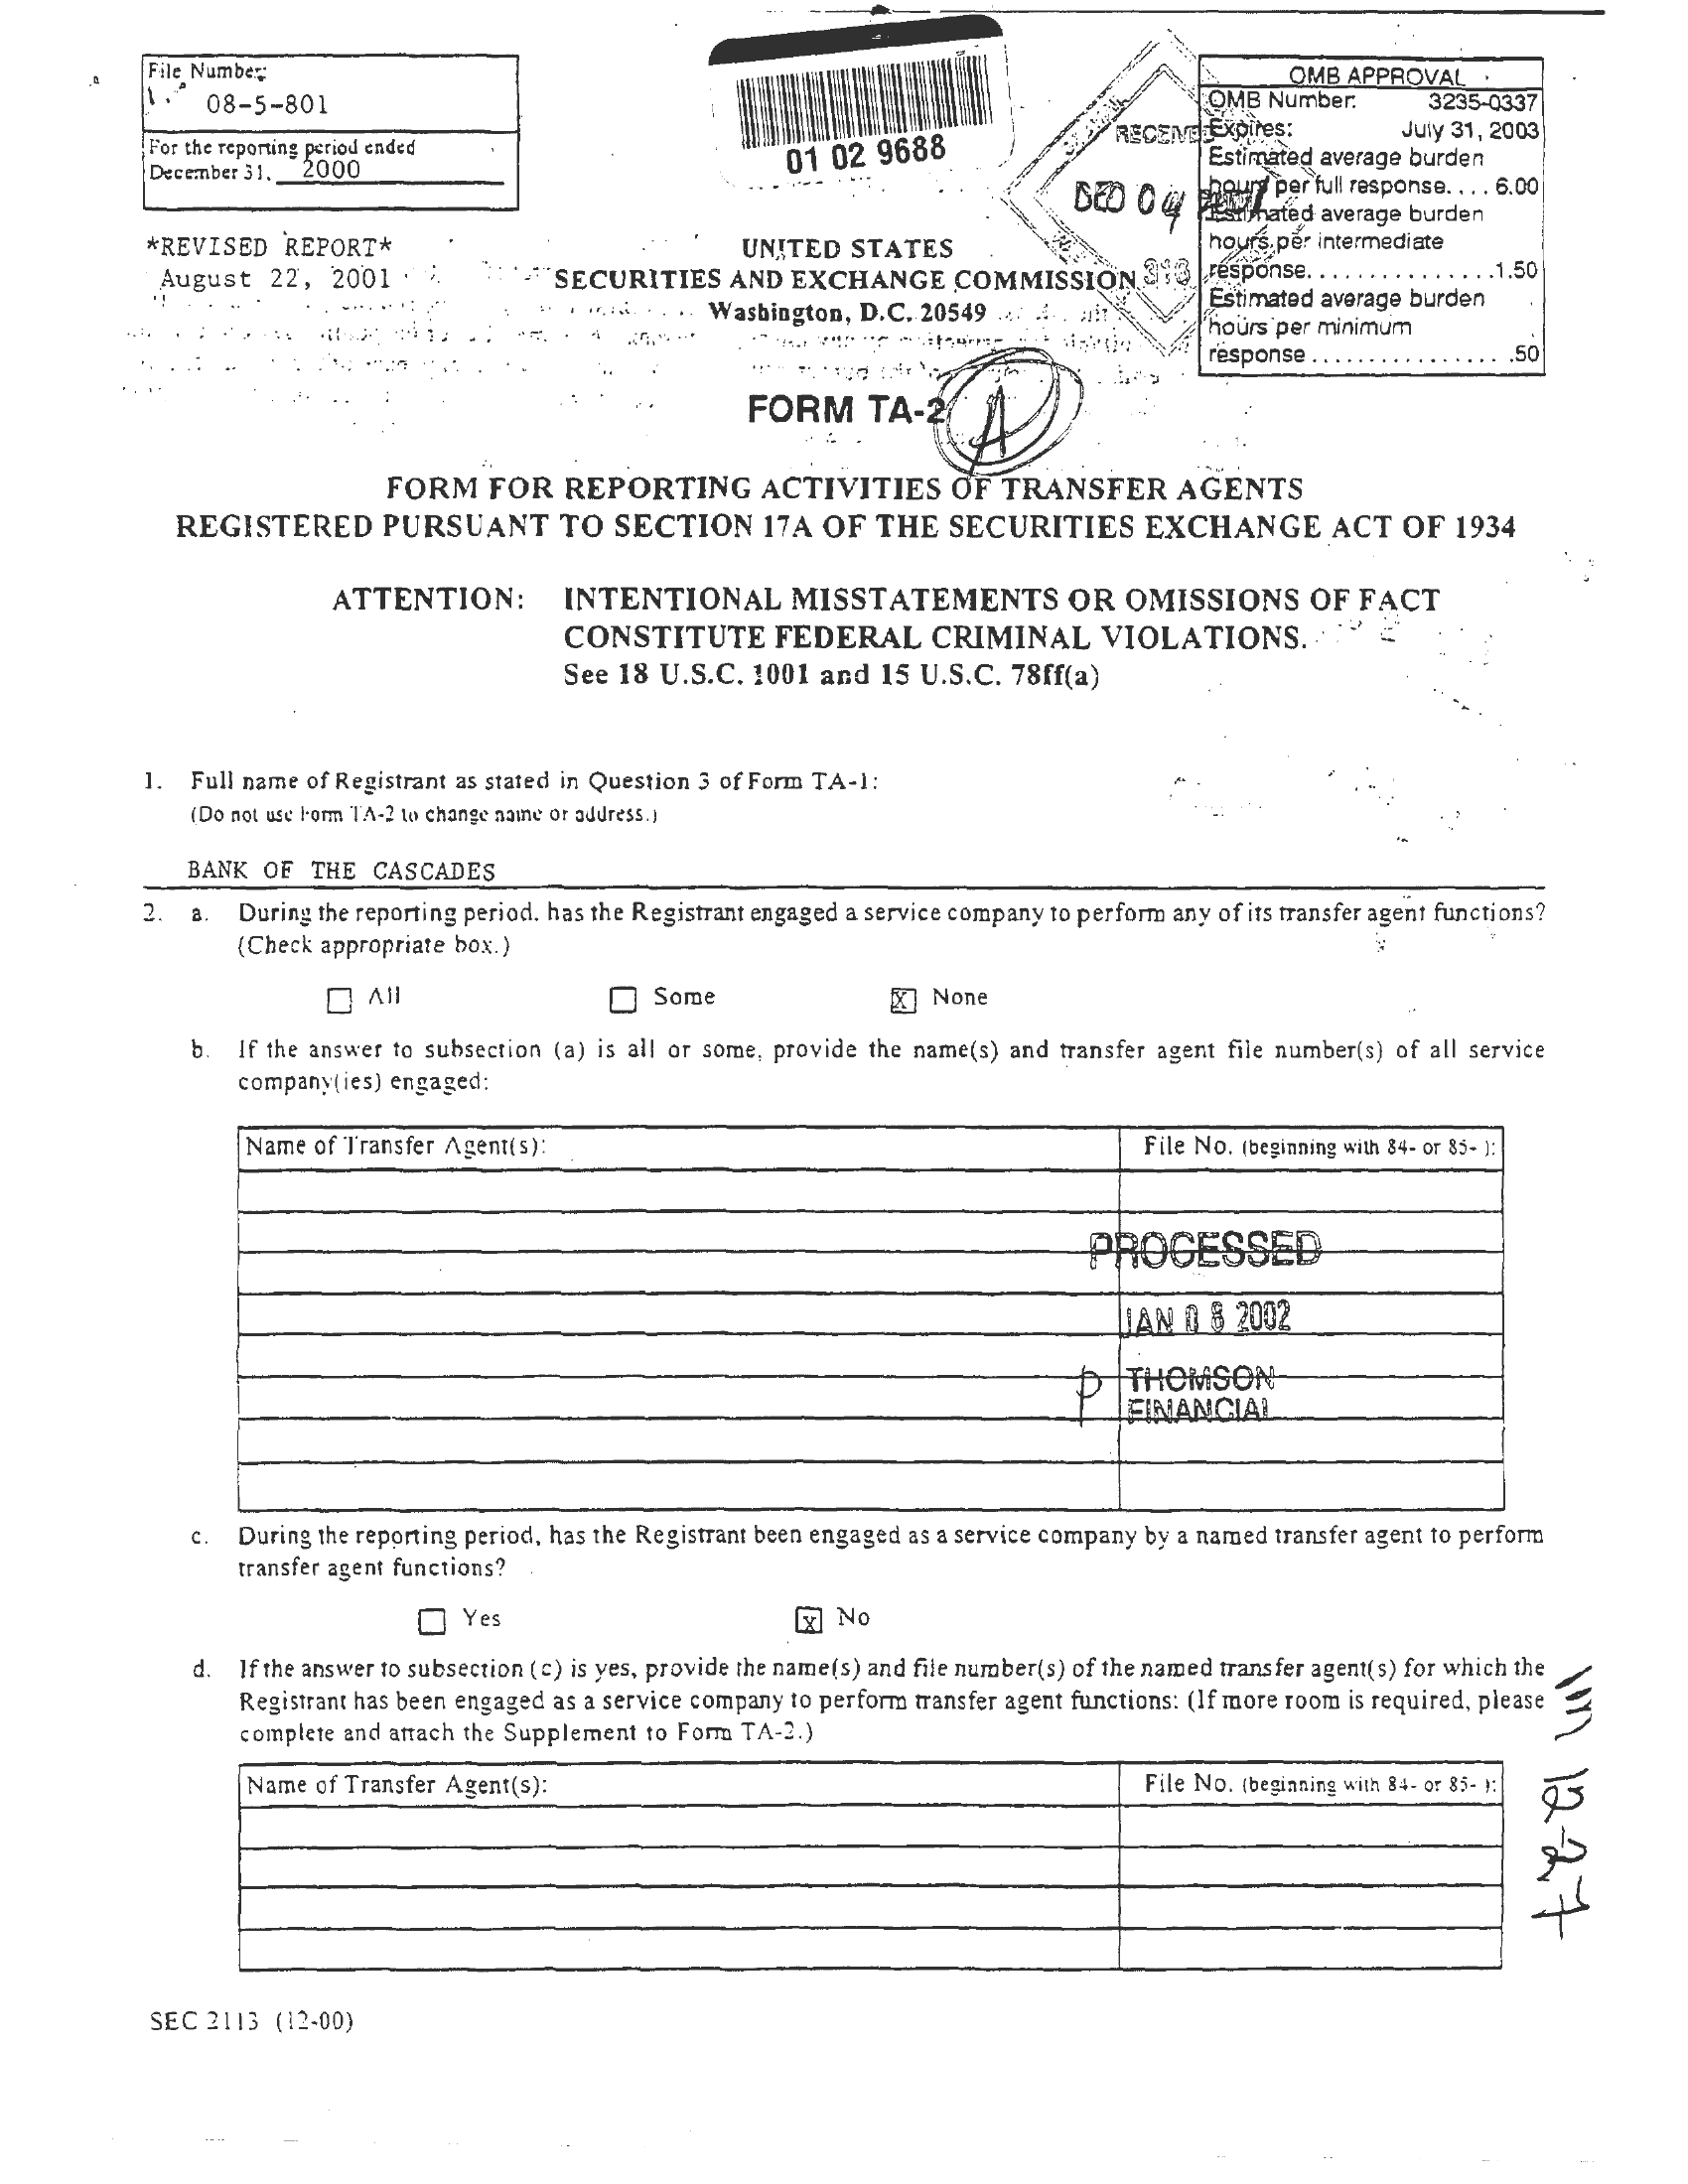 File Number:
08-5-801
For the reporting period ended
December 31, 2000
*REVISED REPORT*
August 22, 2001
01 02 9688
RECEIVED
DEC 04 2001
313
OMB APPROVAL
OMB Number: 3235-0337
Expires: July 31, 2003
Estimated average burden
hours per full response. . . . 6.00
Estimated average burden
hours per intermediate
response. . . . . . . . . . . . . . .1.50
Estimated average burden
hours per minimum
response . . . . . . . . . . . . . . . .50
UNITED STATES
SECURITIES AND EXCHANGE COMMISSION
Washington, D.C. 20549
FORM TA-2
A
FORM FOR REPORTING ACTIVITIES OF TRANSFER AGENTS
REGISTERED PURSUANT TO SECTION 17A OF THE SECURITIES EXCHANGE ACT OF 1934
ATTENTION: INTENTIONAL MISSTATEMENTS OR OMISSIONS OF FACT
CONSTITUTE FEDERAL CRIMINAL VIOLATIONS.
See 18 U.S.C. 1001 and 15 U.S.C. 78ff(a)
1. Full name of Registrant as stated in Question 3 of Form TA-1:
(Do not use Form TA-2 to change name or address.)
BANK OF THE CASCADES
2. a. During the reporting period, has the Registrant engaged a service company to perform any of its transfer agent functions?
(Check appropriate box.)
All Some X None
b. If the answer to subsection (a) is all or some, provide the name(s) and transfer agent file number(s) of all service
company(ies) engaged:
Name of Transfer Agent(s): File No. (beginning with 84- or 85- ):
PROCESSED
JAN 08 2002
P THOMSON
FINANCIAL
c. During the reporting period, has the Registrant been engaged as a service company by a named transfer agent to perform
transfer agent functions?
Yes X No
d. If the answer to subsection (c) is yes, provide the name(s) and file number(s) of the named transfer agent(s) for which the
Registrant has been engaged as a service company to perform transfer agent functions: (If more room is required, please
complete and attach the Supplement to Form TA-2.)
Name of Transfer Agent(s): File No. (beginning with 84- or 85- ):
12-27
SEC 2113 (12-00)